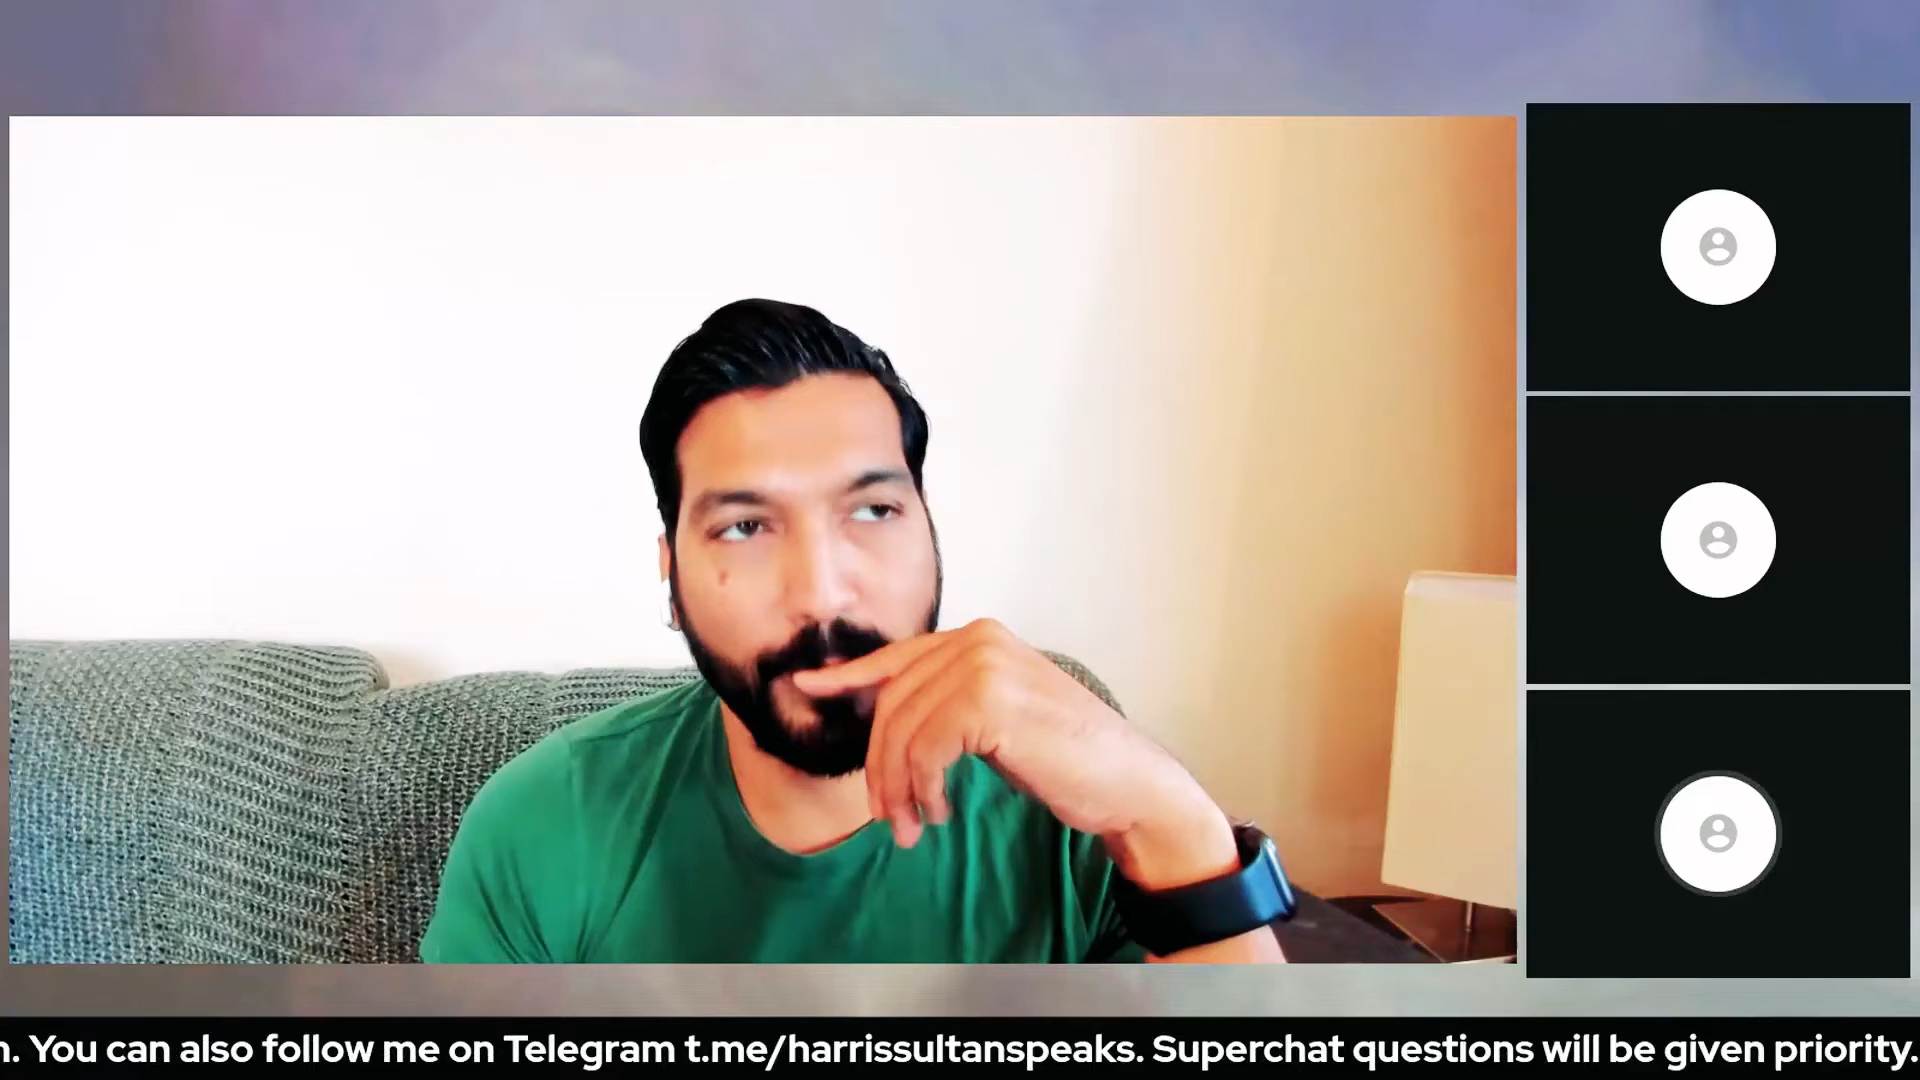 . You can also follow me on Telegram t.me/harrissultanspeaks. Superchat questions will be given priority.